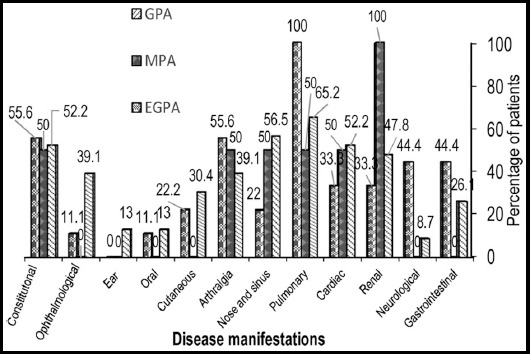 GPA
MPA
EGPA
55.6
50
52.2
11.1
0
39.1
0
0
13
11.1
0
13
22.2
0
30.4
55.6
50
39.1
22
50
56.5
100
50
65.2
33.3
50
52.2
33.3
100
47.8
44.4
0
8.7
44.4
0
26.1
100
80
60
40
20
0
Percentage of patients
Constitutonal
Ophthalmological
Ear
Oral
Cutaneous
Arthralgia
Nose and sinus
Pulmonary
Cardiac
Renal
Neurological
Gastrointestinal
Disease manifestations